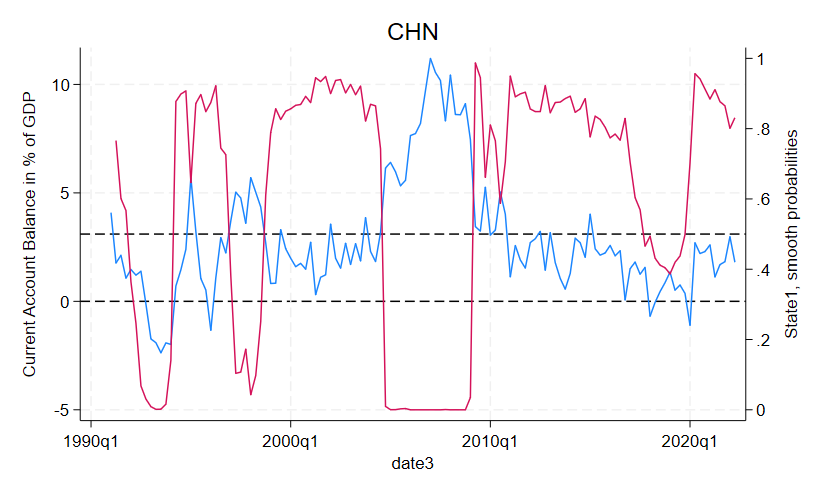 CHN
Current Account Balance in % of GDP
10
5
0
-5
1
.8
.6
.4
.2
0
State1, smooth probabilities
1990q1 2000q1 2010q1 2020q1
date3